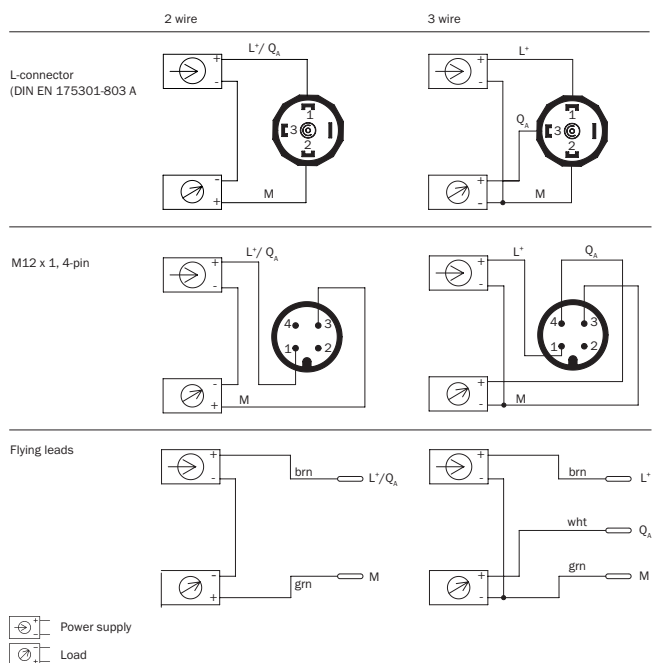 2 wire
3 wire
L-connector
(DIN EN 175301-803 A
L⁺/ Q_A
+
-
1
3
2
-
+
M
L⁺
+
-
Q_A
1
3
2
+
-
M
M12 x 1, 4-pin
L⁺/ Q_A
+
-
4 3
1 2
-
+
M
L⁺
Q_A
+
-
4 3
1 2
+
-
M
Flying leads
+
-
brn
L⁺/Q_A
-
+
grn
M
+
-
brn
L⁺
wht
Q_A
+
-
grn
M
+
-
Power supply
-
+
Load